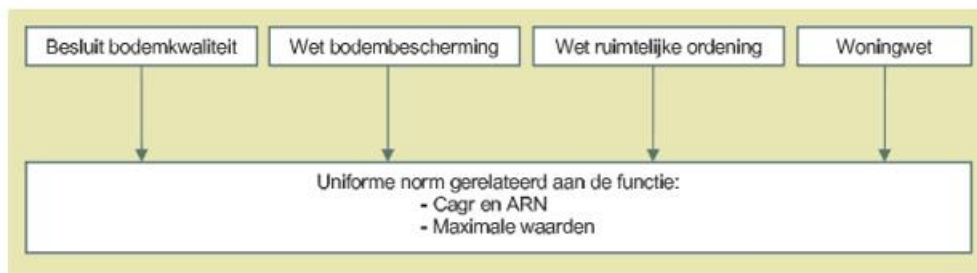 Besluit bodemkwaliteit
Wet bodembescherming
Wet ruimtelijke ordening
Woningwet
Uniforme norm gerelateerd aan de functie:
- Cagr en ARN
- Maximale waarden